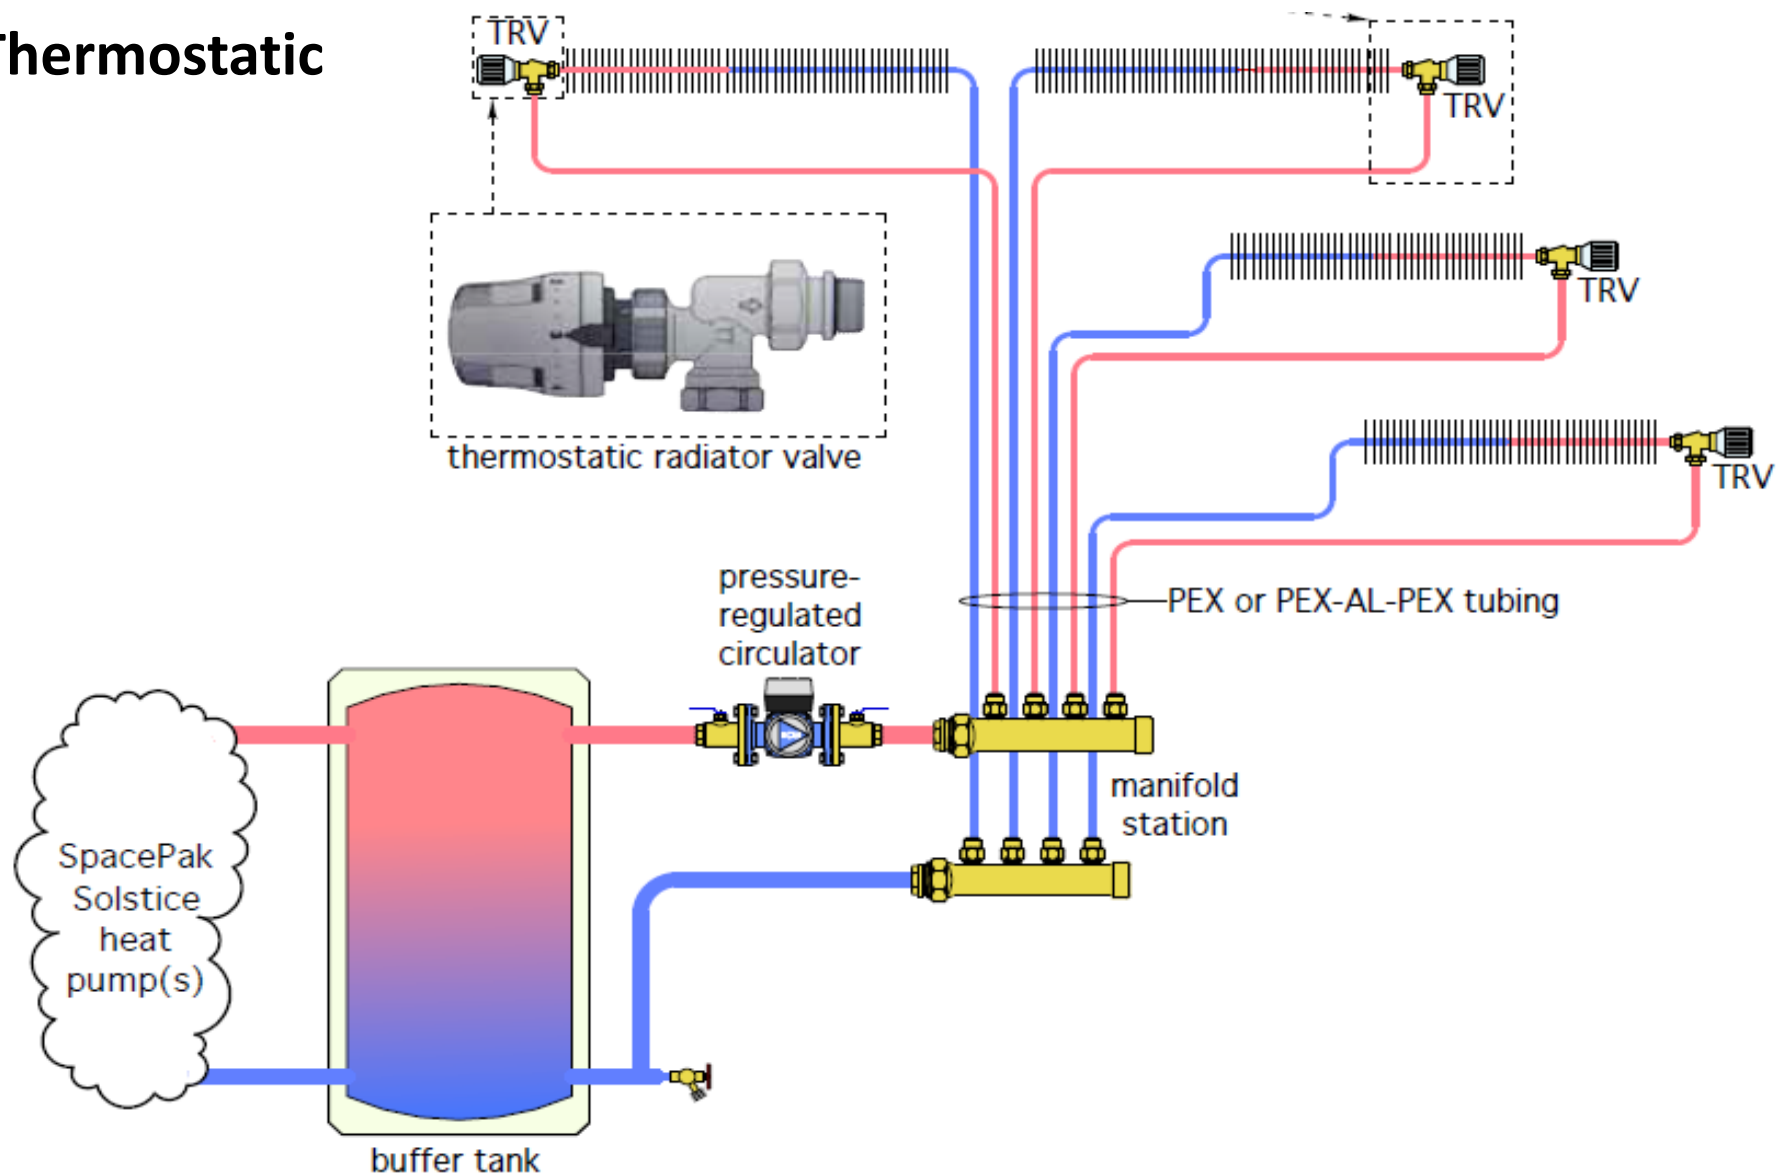 Thermostatic
TRV
TRV
TRV
thermostatic radiator valve
TRV
pressure-
regulated
circulator
PEX or PEX-AL-PEX tubing
manifold
station
SpacePak
Solstice
heat
pump(s)
buffer tank